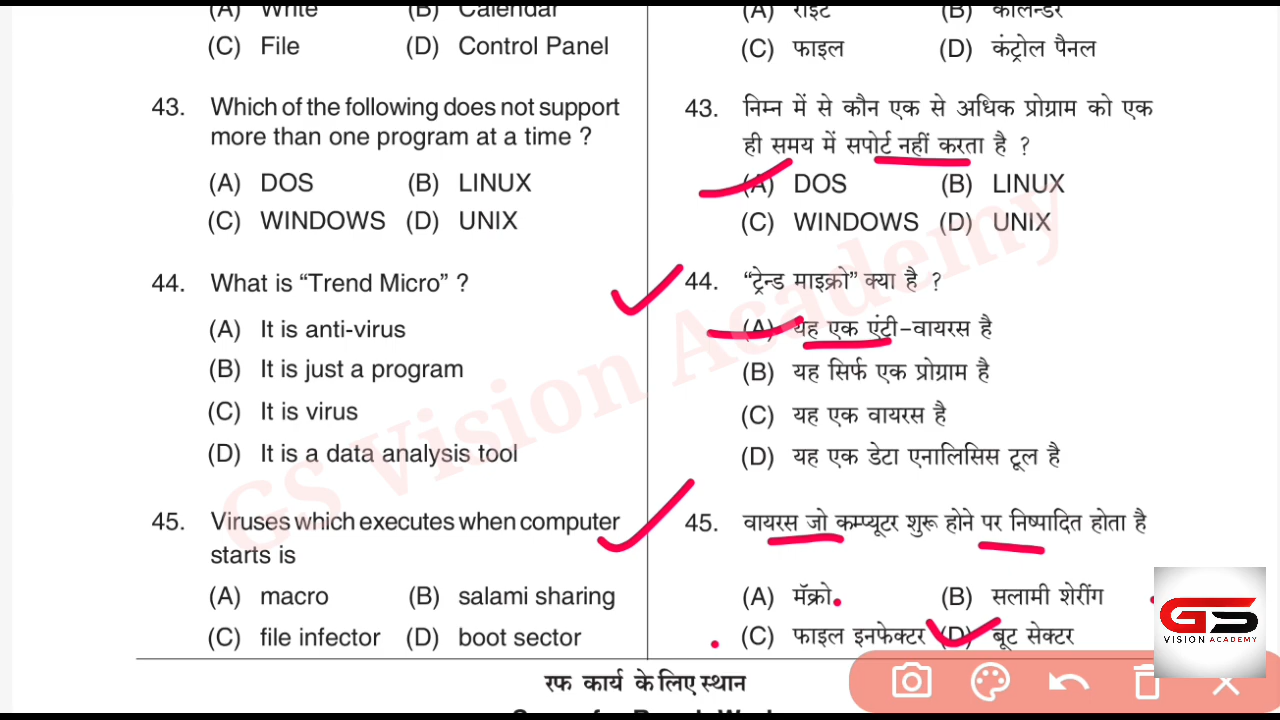 (A) Write (B) Calendar
(C) File (D) Control Panel
43. Which of the following does not support
more than one program at a time ?
(A) DOS (B) LINUX
(C) WINDOWS (D) UNIX
44. What is “Trend Micro” ?
(A) It is anti-virus
(B) It is just a program
(C) It is virus
(D) It is a data analysis tool
45. Viruses which executes when computer
starts is
(A) macro (B) salami sharing
(C) file infector (D) boot sector
(A) राइट (B) कॅालेन्डर
(C) फाइल (D) कंट्रोल पैनल
43. निम्न में से कौन एक से अधिक प्रोग्राम को एक
ही समय में सपोर्ट नहीं करता है ?
(A) DOS (B) LINUX
(C) WINDOWS (D) UNIX
44. “ट्रेन्ड माइक्रो” क्या है ?
(A) यह एक एंट्री-वायरस है
(B) यह सिर्फ एक प्रोग्राम है
(C) यह एक वायरस है
(D) यह एक डेटा एनालिसिस टूल है
45. वायरस जो कम्प्यूटर शुरू होने पर निष्पादित होता है
(A) मॅक्रो (B) सलामी शेरींग
(C) फाइल इनफेक्टर (D) बूट सेक्टर
रफ कार्य के लिए स्थान
GS Vision Academy
GS
VISION ACADEMY